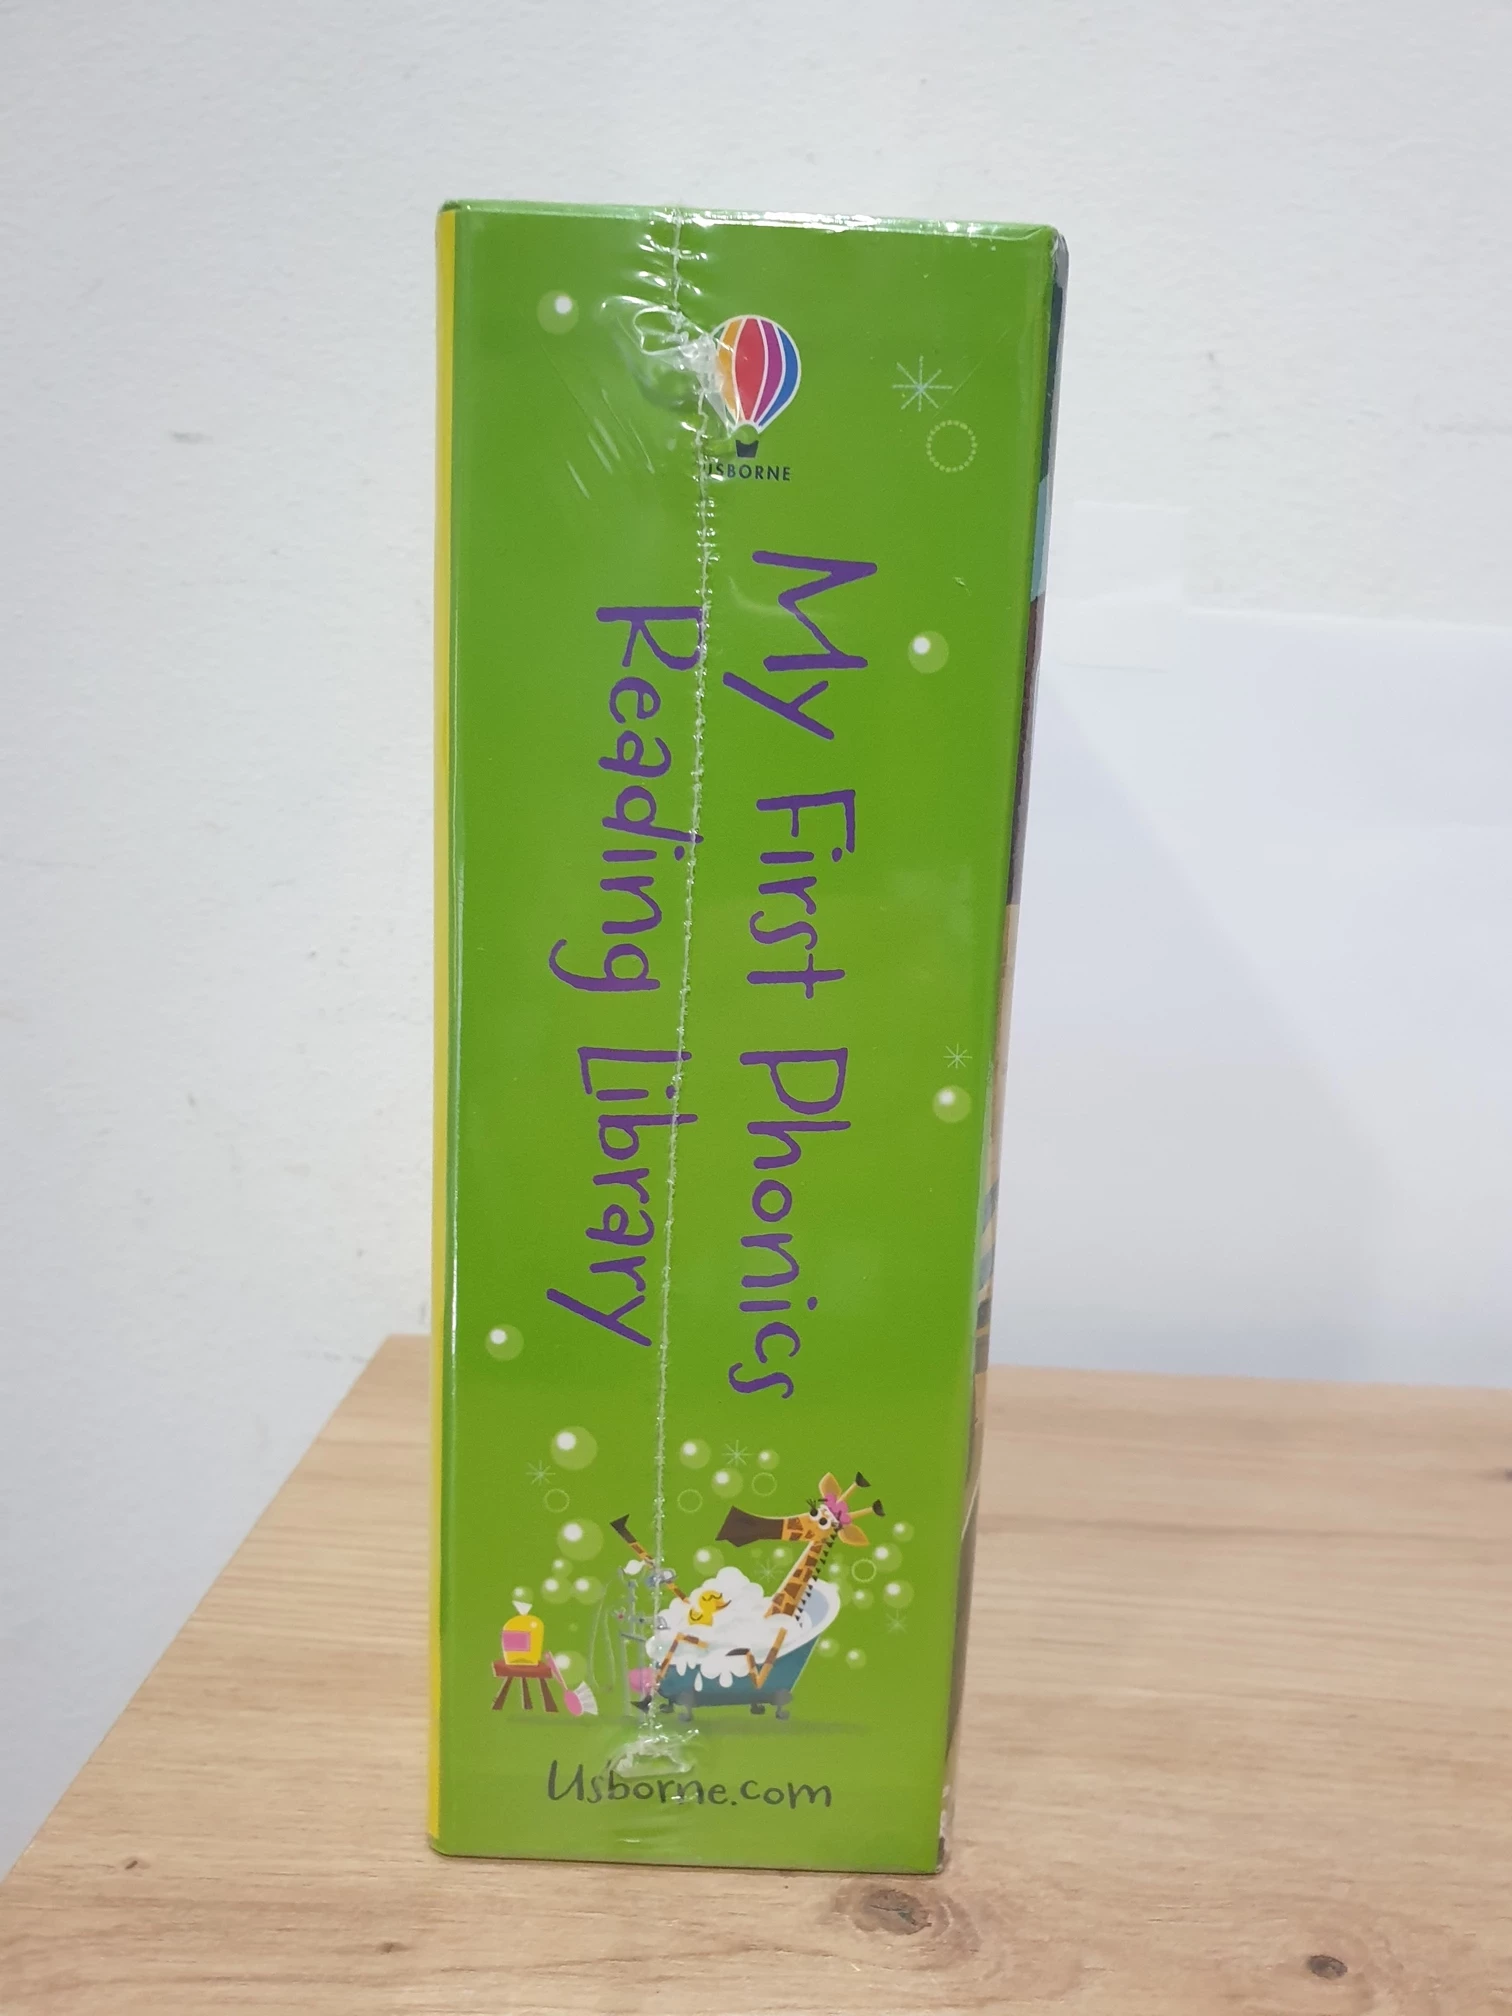 USBORNE
My First Phonics
Reading Library
Usborne.com